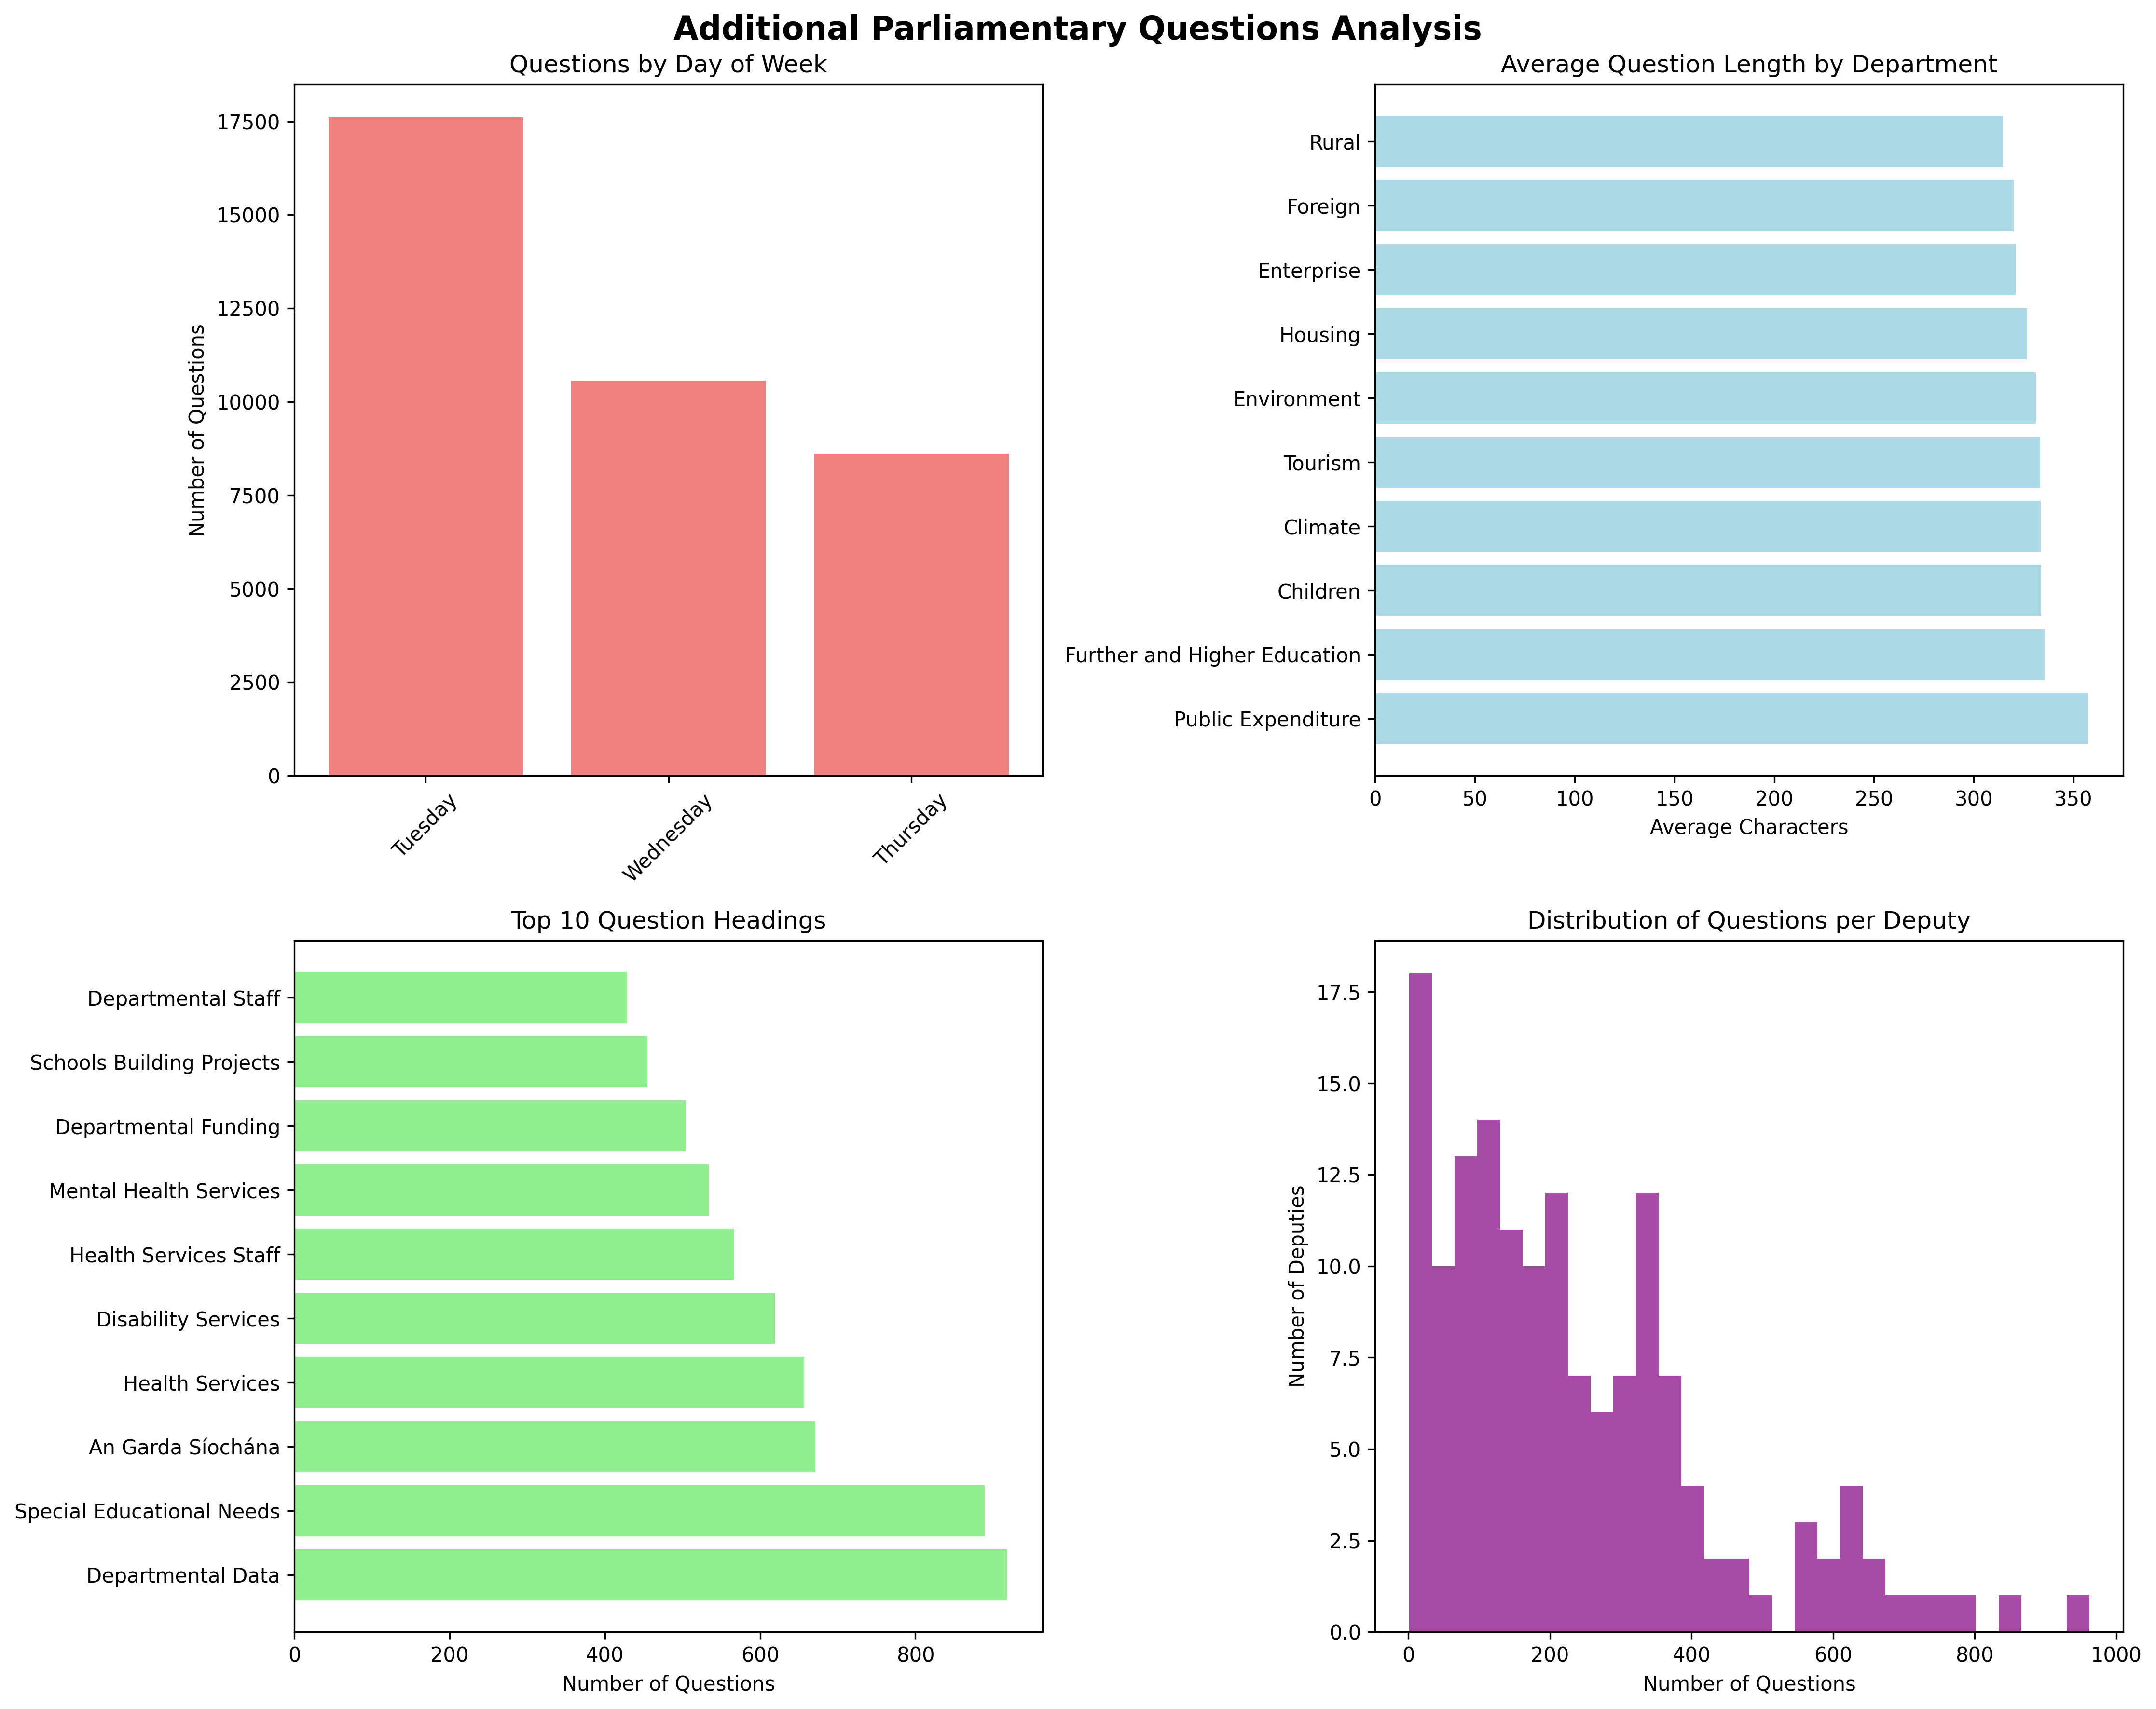 Additional Parliamentary Questions Analysis
Questions by Day of Week
Number of Questions
17500
15000
12500
10000
7500
5000
2500
0
Tuesday
Wednesday
Thursday
Average Question Length by Department
Rural
Foreign
Enterprise
Housing
Environment
Tourism
Climate
Children
Further and Higher Education
Public Expenditure
0 50 100 150 200 250 300 350
Average Characters
Top 10 Question Headings
Departmental Staff
Schools Building Projects
Departmental Funding
Mental Health Services
Health Services Staff
Disability Services
Health Services
An Garda Síochána
Special Educational Needs
Departmental Data
0 200 400 600 800
Number of Questions
Distribution of Questions per Deputy
Number of Deputies
17.5
15.0
12.5
10.0
7.5
5.0
2.5
0.0
0 200 400 600 800 1000
Number of Questions